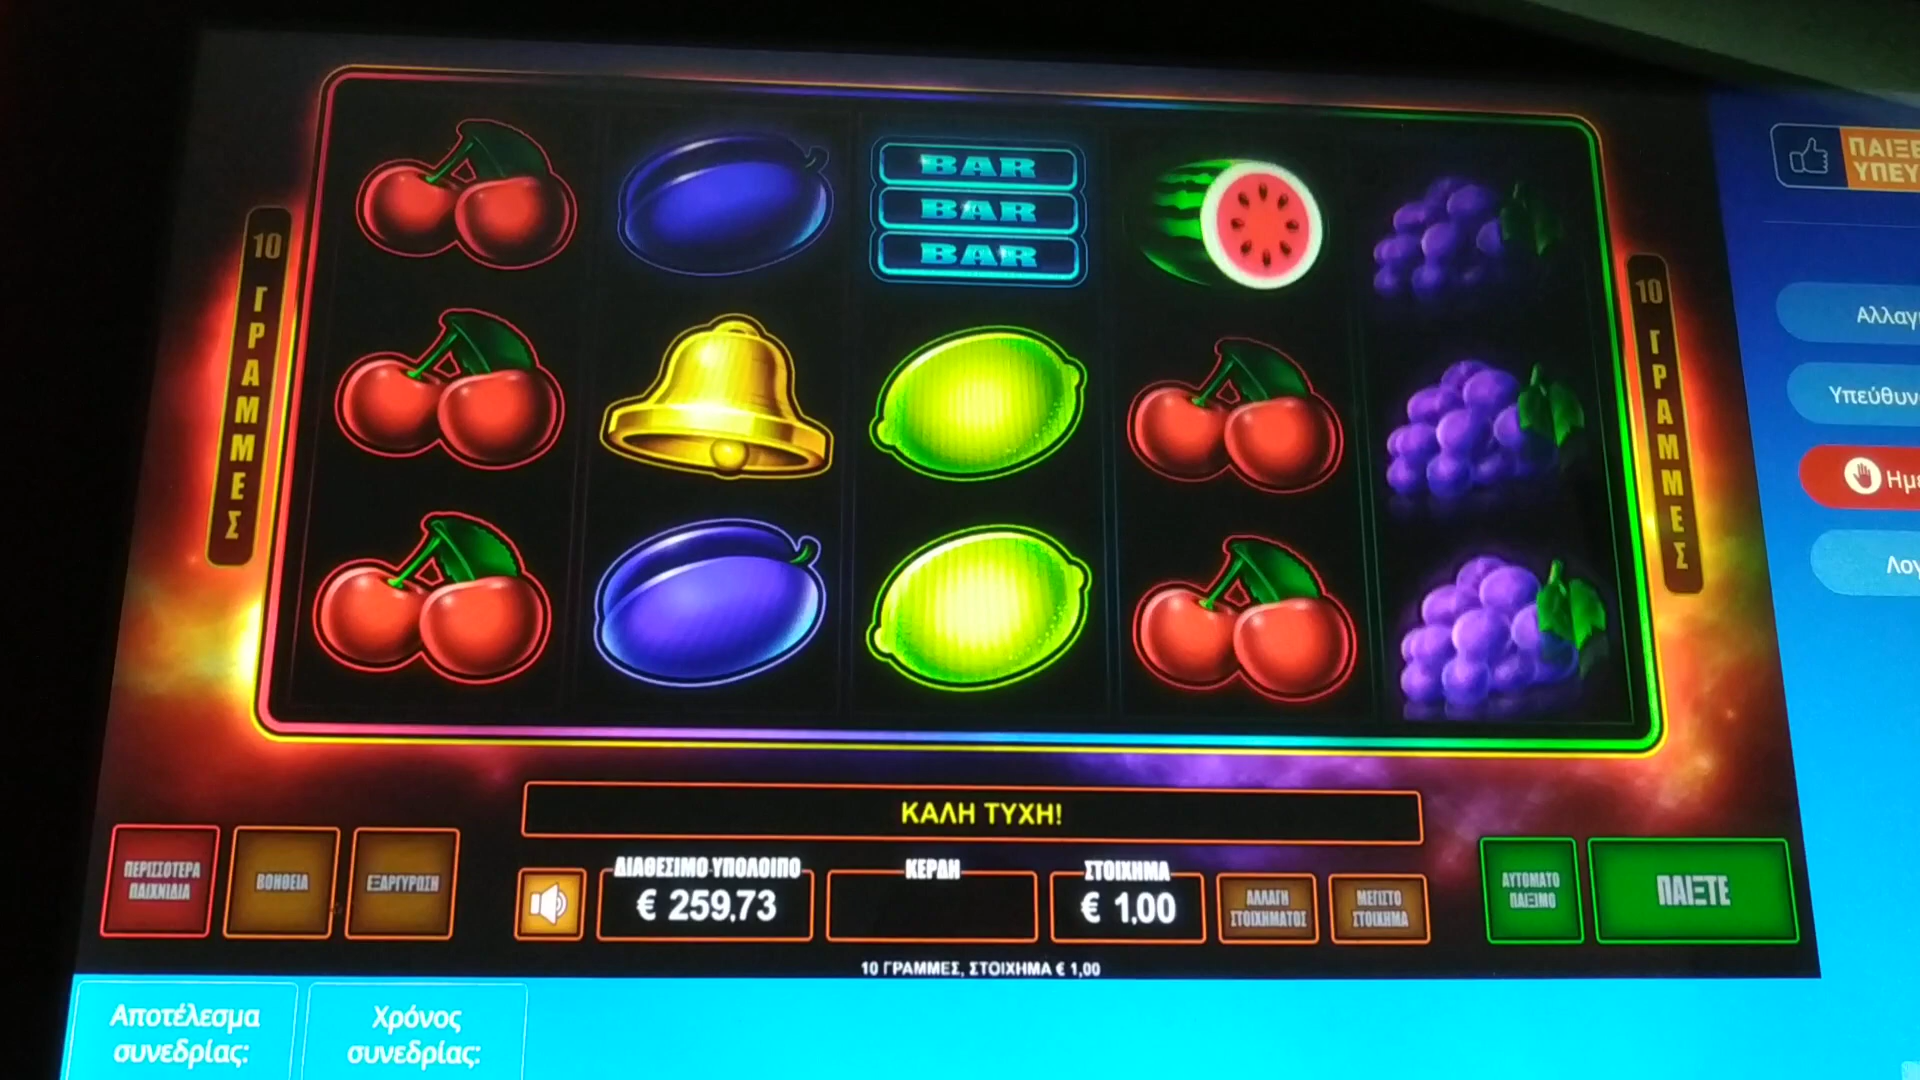 BAR
BAR
BAR
10 ΓΡΑΜΜΕΣ
10 ΓΡΑΜΜΕΣ
ΚΑΛΗ ΤΥΧΗ!
ΠΕΡΙΣΣΟΤΕΡΑ
ΠΑΙΧΝΙΔΙΑ
ΒΟΗΘΕΙΑ
ΕΞΑΡΓΥΡΩΣΗ
ΔΙΑΘΕΣΙΜΟ ΥΠΟΛΟΙΠΟ
€ 259,73
ΚΕΡΔΗ
ΣΤΟΙΧΗΜΑ
€ 1,00
ΑΛΛΑΓΗ
ΣΤΟΙΧΗΜΑΤΟΣ
ΜΕΓΙΣΤΟ
ΣΤΟΙΧΗΜΑ
ΑΥΤΟΜΑΤΟ
ΠΑΙΞΙΜΟ
ΠΑΙΞΤΕ
10 ΓΡΑΜΜΕΣ, ΣΤΟΙΧΗΜΑ € 1,00
Αποτέλεσμα
συνεδρίας:
Χρόνος
συνεδρίας: